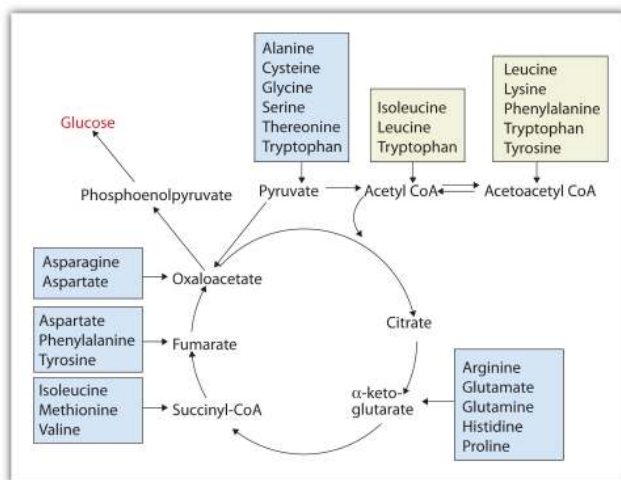 Alanine
Cysteine
Glycine
Serine
Thereonine
Tryptophan
Isoleucine
Leucine
Tryptophan
Leucine
Lysine
Phenylalanine
Tryptophan
Tyrosine
Glucose
Phosphoenolpyruvate
Pyruvate
Acetyl CoA
Acetoacetyl CoA
Asparagine
Aspartate
Oxaloacetate
Aspartate
Phenylalanine
Tyrosine
Fumarate
Citrate
Isoleucine
Methionine
Valine
Succinyl-CoA
α-keto-
glutarate
Arginine
Glutamate
Glutamine
Histidine
Proline